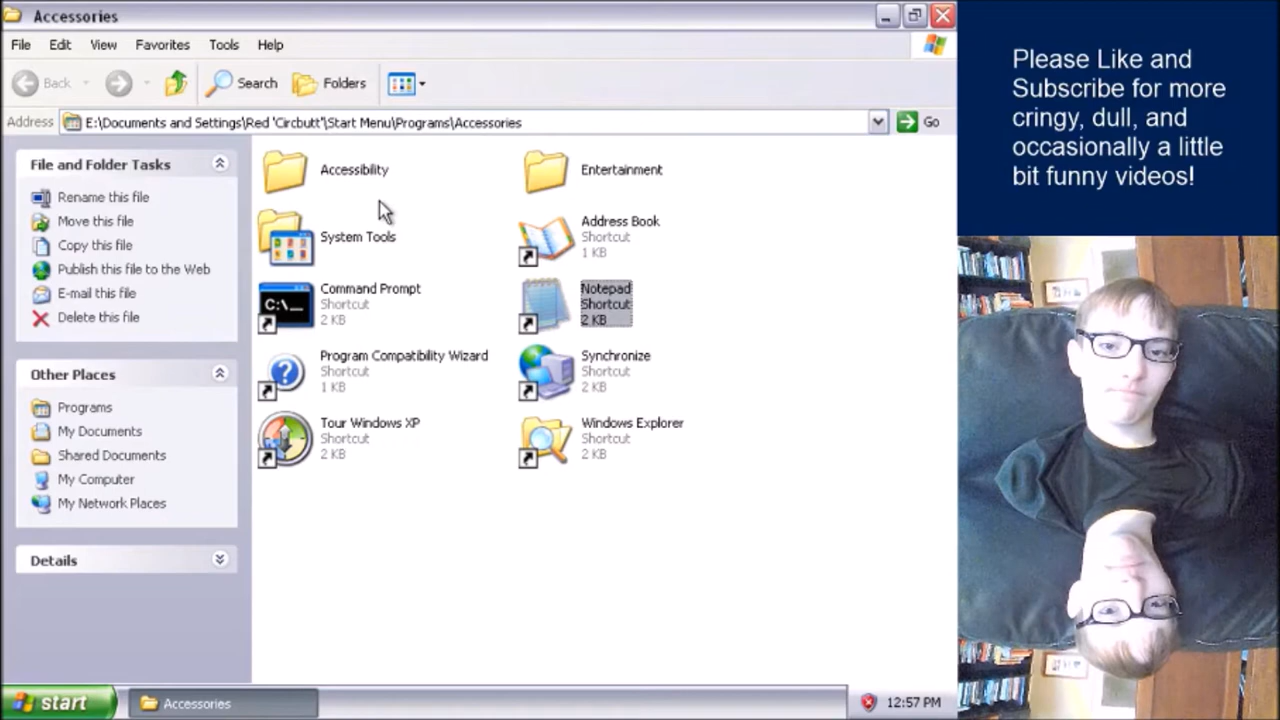 Accessories
File Edit View Favorites Tools Help
Back Search Folders
Address E:\Documents and Settings\Red 'Circbutt'\Start Menu\Programs\Accessories Go
File and Folder Tasks
Rename this file
Move this file
Copy this file
Publish this file to the Web
E-mail this file
Delete this file
Other Places
Programs
My Documents
Shared Documents
My Computer
My Network Places
Details
Accessibility
Entertainment
System Tools
Address Book
Shortcut
1 KB
C:\_
Command Prompt
Shortcut
2 KB
Notepad
Shortcut
2 KB
Program Compatibility Wizard
Shortcut
1 KB
Synchronize
Shortcut
2 KB
Tour Windows XP
Shortcut
2 KB
Windows Explorer
Shortcut
2 KB
start Accessories 12:57 PM
Please Like and
Subscribe for more
cringy, dull, and
occasionally a little
bit funny videos!